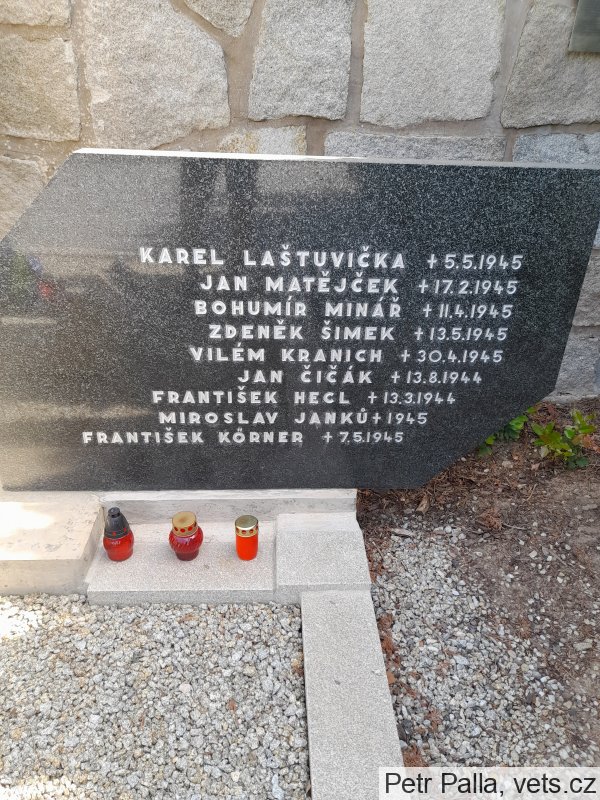 KAREL LAŠTUVIČKA +5.5.1945
JAN MATĚJČEK +17.2.1945
BOHUMÍR MINÁŘ +11.4.1945
ZDENĚK ŠIMEK +13.5.1945
VILÉM KRANICH +30.4.1945
JAN ČIČÁK +13.8.1944
FRANTIŠEK HECL +13.3.1944
MIROSLAV JANKŮ +1945
FRANTIŠEK KÖRNER +7.5.1945
Petr Palla, vets.cz